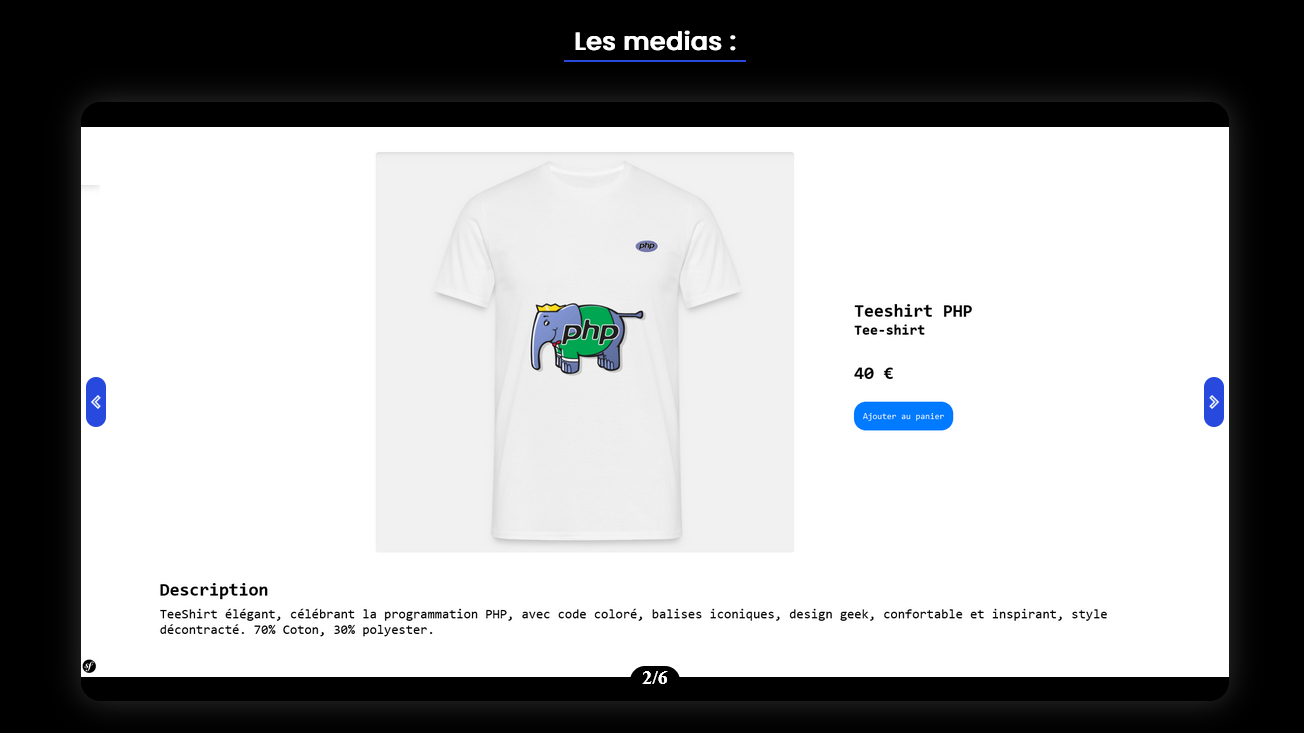 Les medias :
php
php
Teeshirt PHP
Tee-shirt
40 €
Ajouter au panier
Description
TeeShirt élégant, célébrant la programmation PHP, avec code coloré, balises iconiques, design geek, confortable et inspirant, style
décontracté. 70% Coton, 30% polyester.
sf
2/6